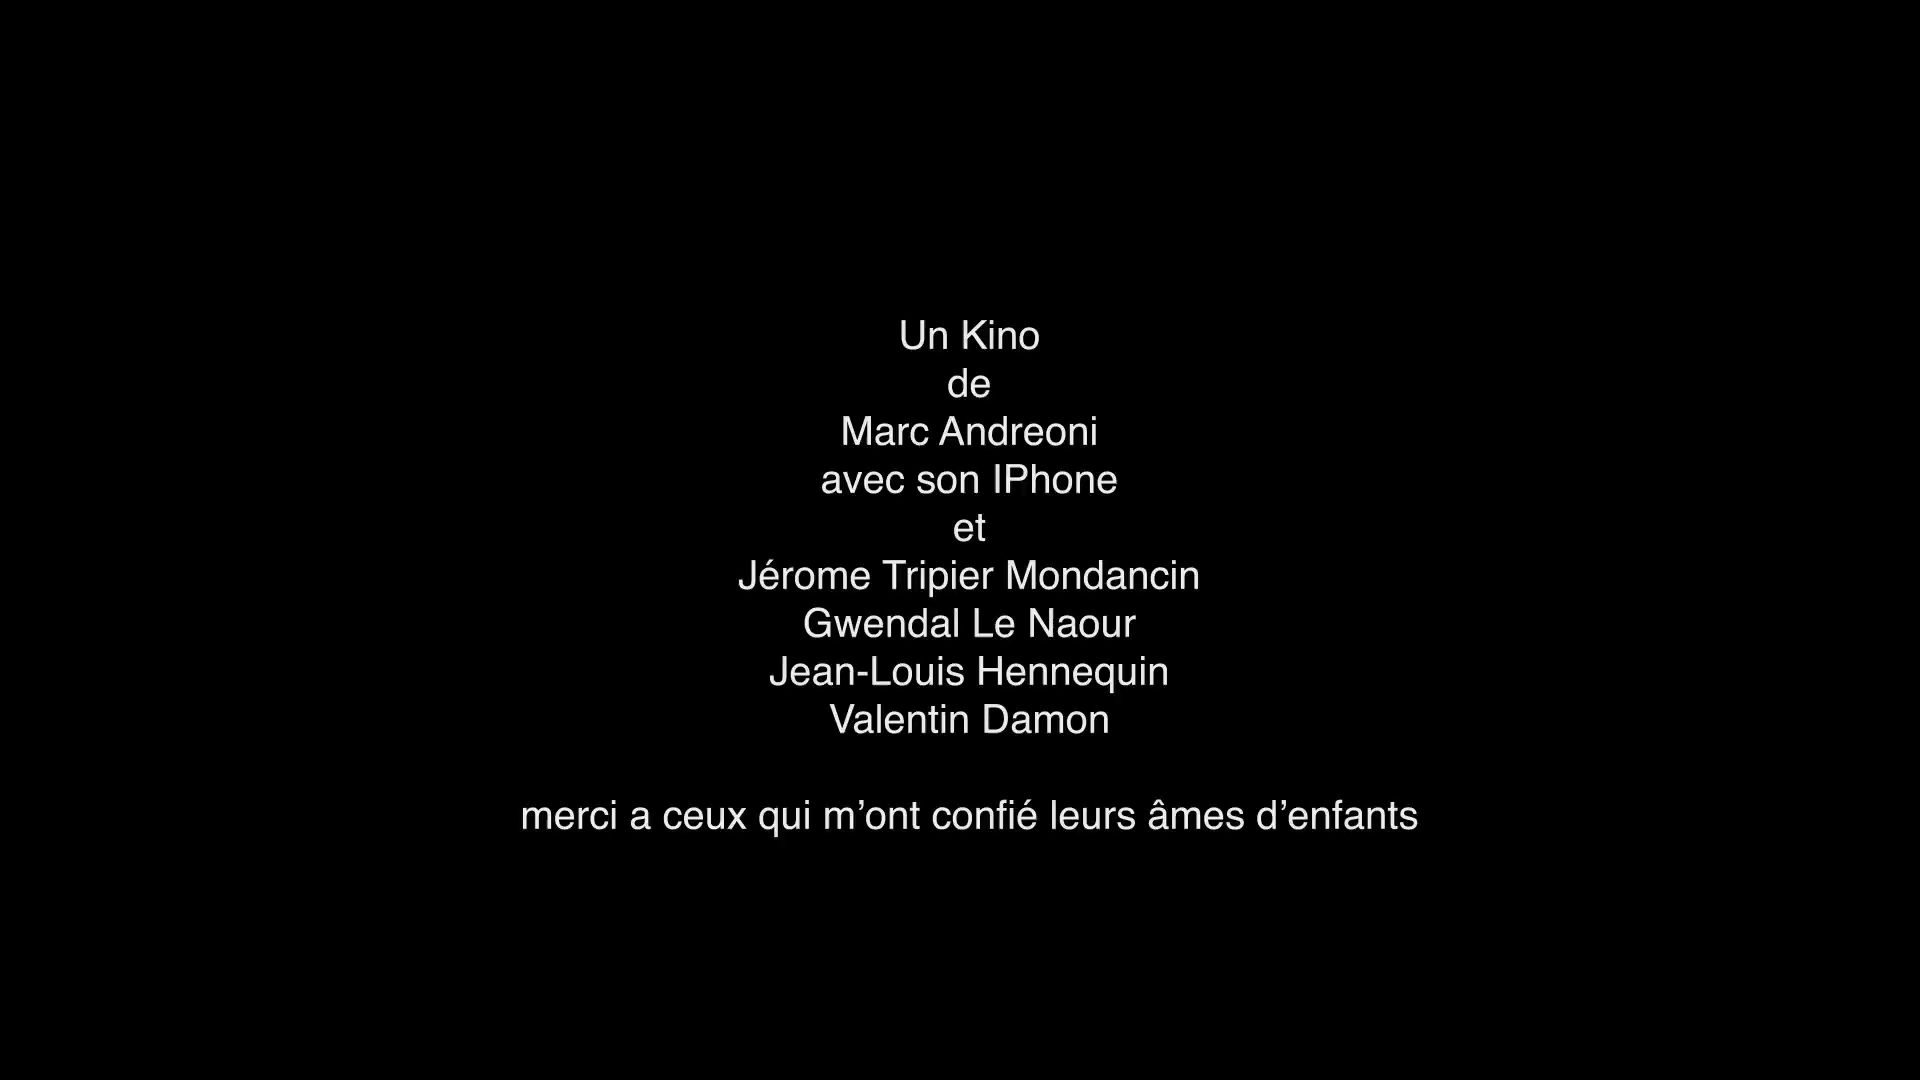 Un Kino
de
Marc Andreoni
avec son IPhone
et
Jérome Tripier Mondancin
Gwendal Le Naour
Jean-Louis Hennequin
Valentin Damon
merci a ceux qui m’ont confié leurs âmes d’enfants